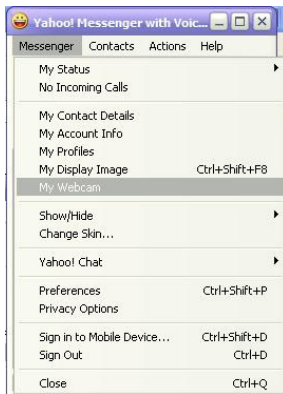 Yahoo! Messenger with Voic...
Messenger Contacts Actions Help
My Status
No Incoming Calls
My Contact Details
My Account Info
My Profiles
My Display Image Ctrl+Shift+F8
My Webcam
Show/Hide
Change Skin...
Yahoo! Chat
Preferences Ctrl+Shift+P
Privacy Options
Sign in to Mobile Device... Ctrl+Shift+D
Sign Out Ctrl+D
Close Ctrl+Q